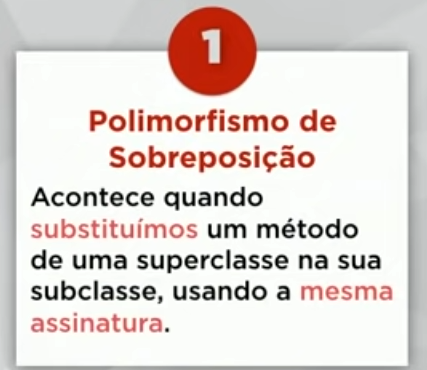 1
Polimorfismo de
Sobreposição
Acontece quando
substituímos um método
de uma superclasse na sua
subclasse, usando a mesma
assinatura.